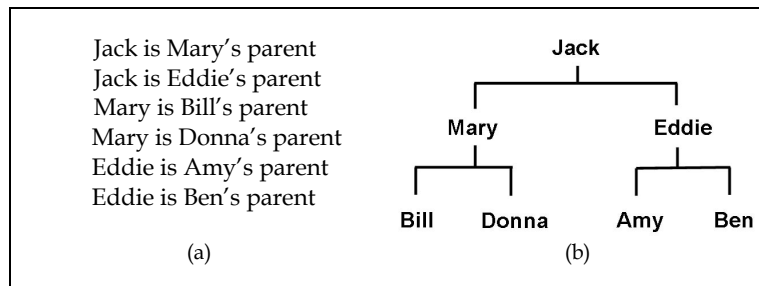 Jack is Mary's parent
Jack is Eddie's parent
Mary is Bill's parent
Mary is Donna's parent
Eddie is Amy's parent
Eddie is Ben's parent
(a)
Jack
Mary Eddie
Bill Donna Amy Ben
(b)